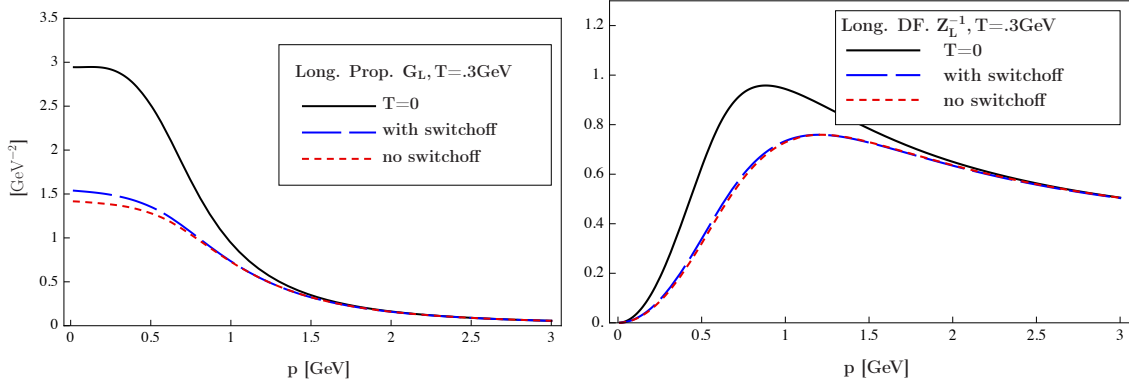 3.5
3
2.5
2
1.5
1
0.5
0
[GeV⁻²]
Long. Prop. G_L, T=.3GeV
T=0
with switchoff
no switchoff
0 0.5 1 1.5 2 2.5 3
p [GeV]
1.2
1.
0.8
0.6
0.4
0.2
0.
Long. DF. Z_L⁻¹, T=.3GeV
T=0
with switchoff
no switchoff
0 0.5 1 1.5 2 2.5 3
p [GeV]